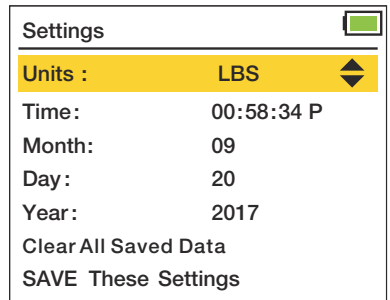 Settings
Units : LBS
Time: 00:58:34 P
Month: 09
Day: 20
Year: 2017
Clear All Saved Data
SAVE These Settings